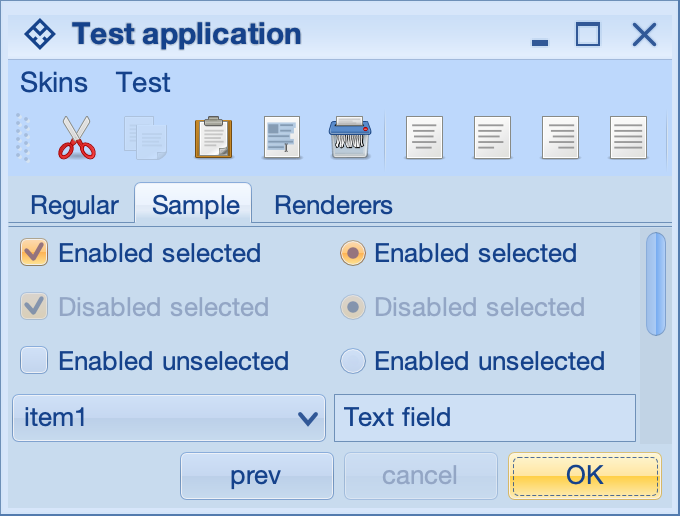 Test application
Skins Test
Regular Sample Renderers
Enabled selected Enabled selected
Disabled selected Disabled selected
Enabled unselected Enabled unselected
item1 Text field
prev cancel OK